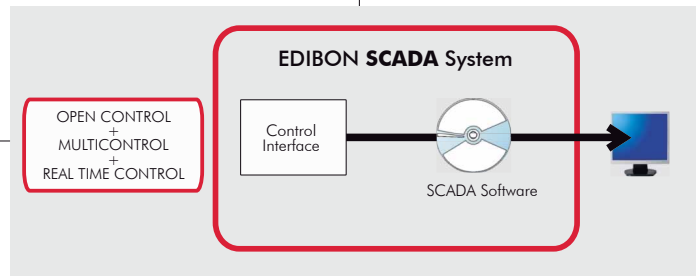 EDIBON SCADA System
OPEN CONTROL
+
MULTICONTROL
+
REAL TIME CONTROL
Control
Interface
SCADA Software